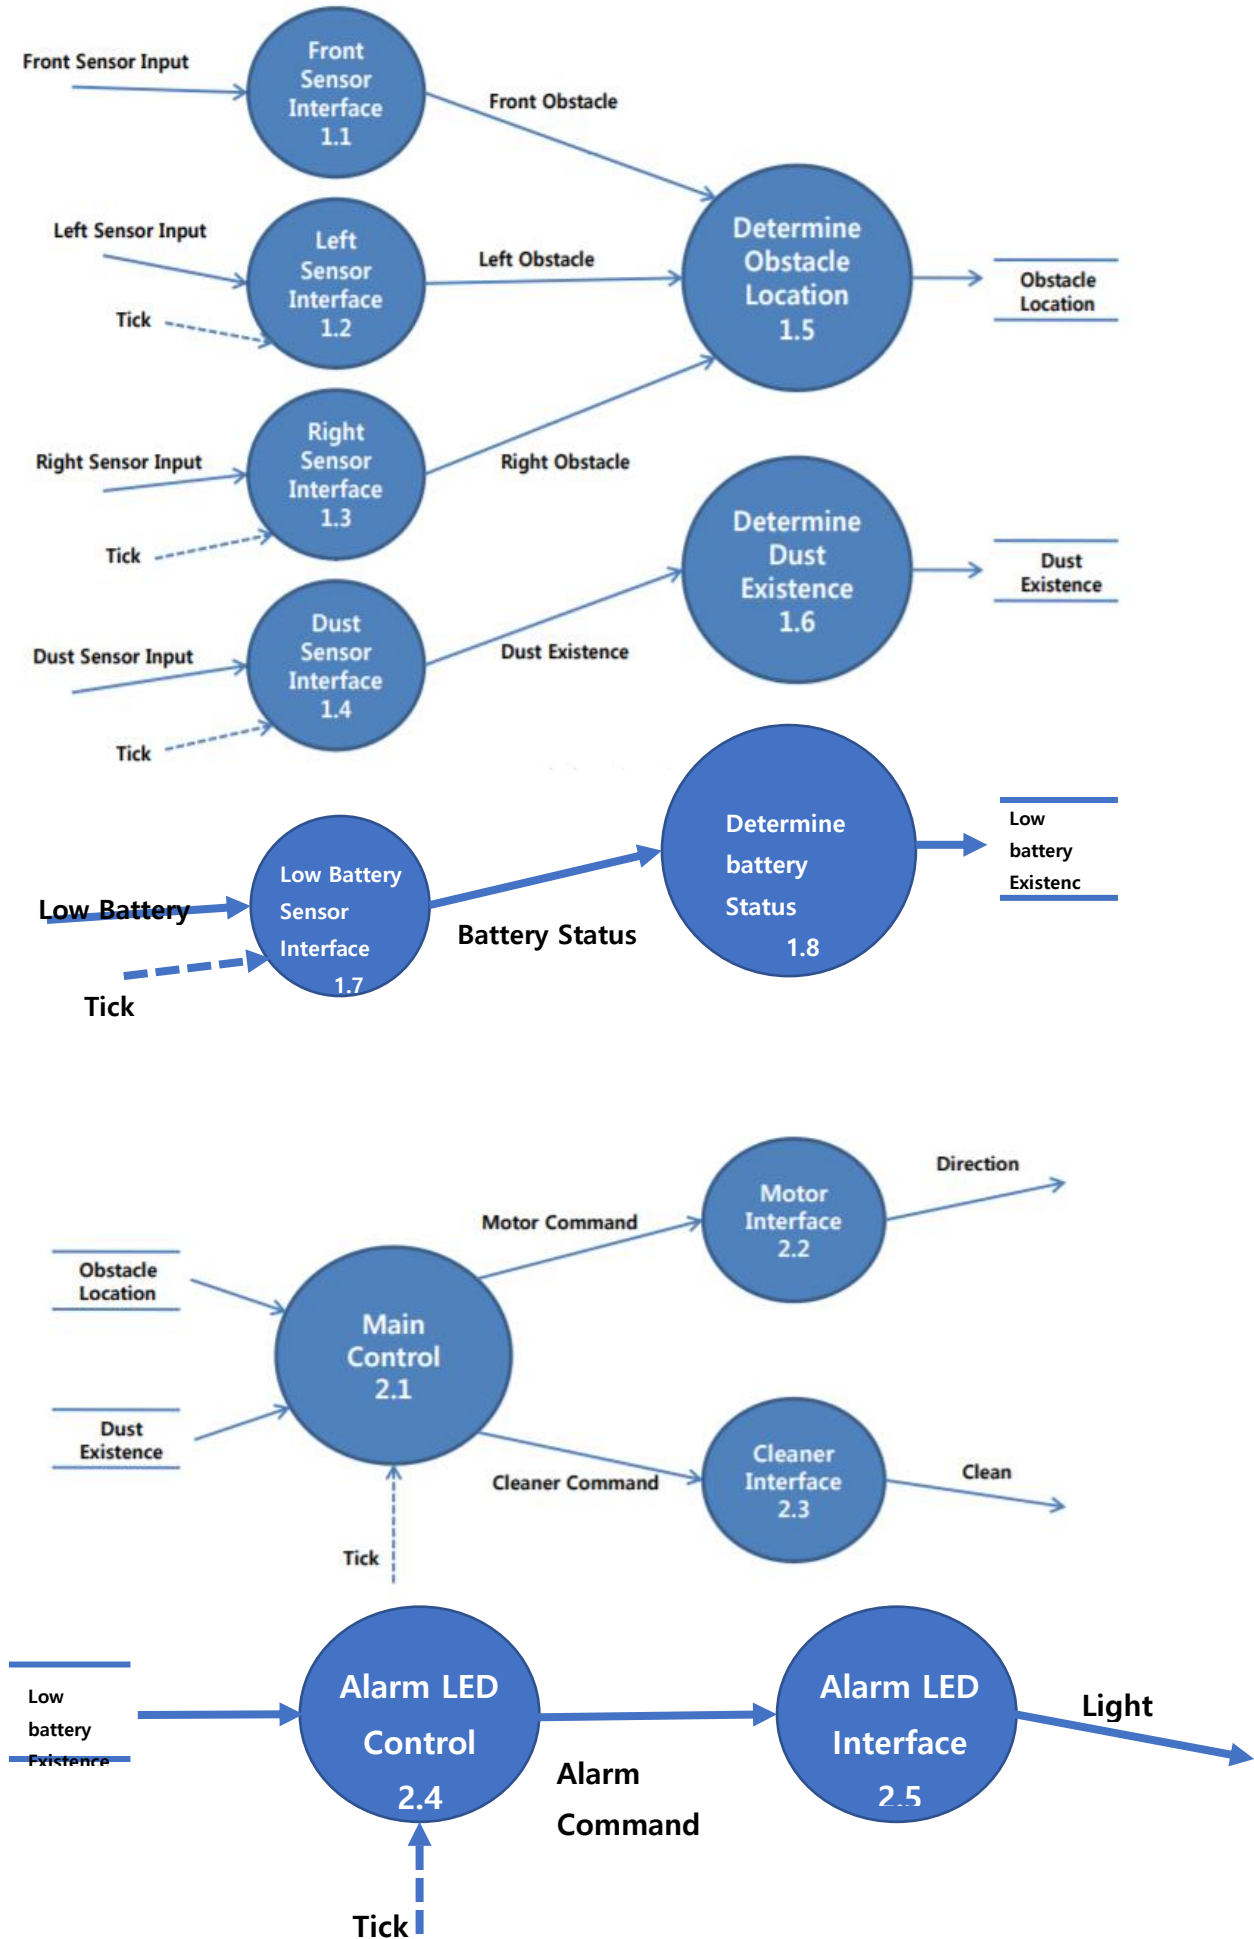 Front Sensor Input
Front
Sensor
Interface
1.1
Front Obstacle
Left Sensor Input
Left
Sensor
Interface
1.2
Tick
Left Obstacle
Determine
Obstacle
Location
1.5
Obstacle
Location
Right Sensor Input
Right
Sensor
Interface
1.3
Tick
Right Obstacle
Determine
Dust
Existence
1.6
Dust
Existence
Dust Sensor Input
Dust
Sensor
Interface
1.4
Tick
Dust Existence
Low Battery
Low Battery
Sensor
Interface
1.7
Tick
Battery Status
Determine
battery
Status
1.8
Low
battery
Existenc
Obstacle
Location
Dust
Existence
Main
Control
2.1
Tick
Motor Command
Motor
Interface
2.2
Direction
Cleaner Command
Cleaner
Interface
2.3
Clean
Low
battery
Existence
Alarm LED
Control
2.4
Tick
Alarm
Command
Alarm LED
Interface
2.5
Light